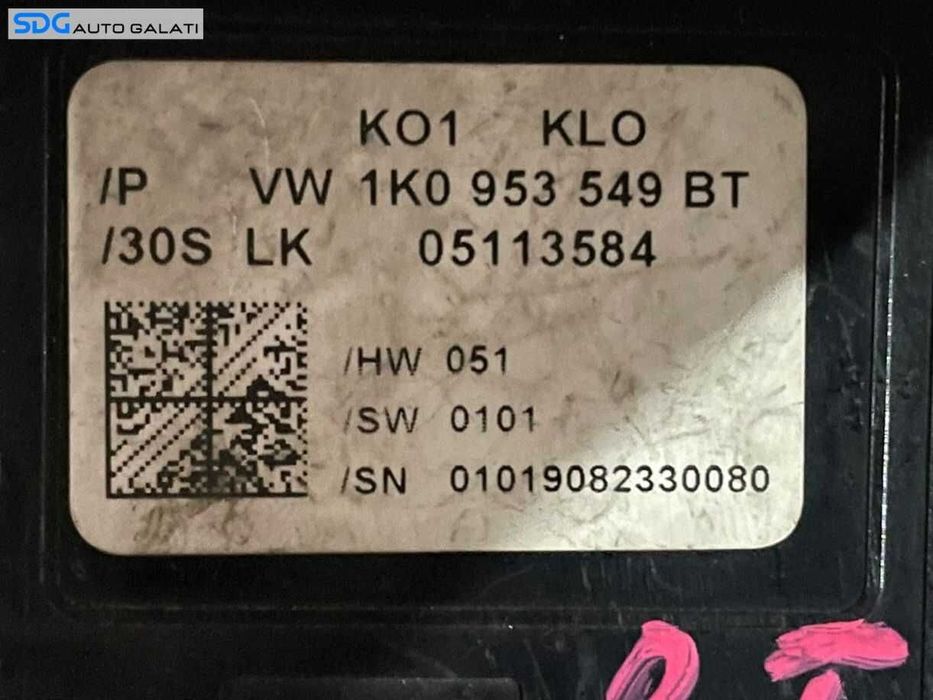 SDG AUTO GALATI
KO1 KLO
/P VW 1K0 953 549 BT
/30S LK 05113584
/HW 051
/SW 0101
/SN 01019082330080